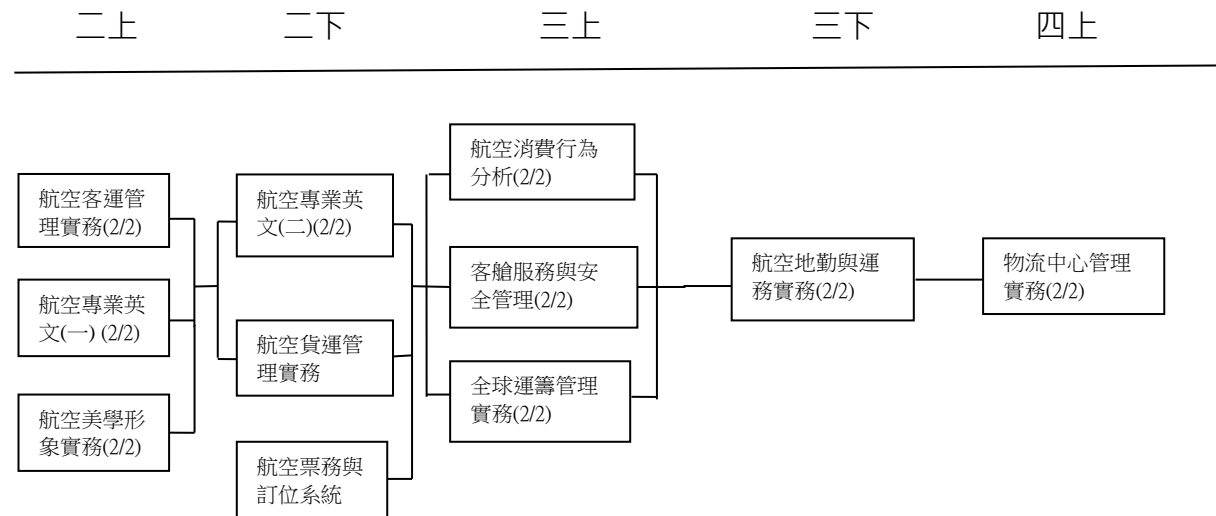 二上 二下 三上 三下 四上
航空客運管
理實務(2/2)
航空專業英
文(一) (2/2)
航空美學形
象實務(2/2)
航空專業英
文(二)(2/2)
航空貨運管
理實務
航空票務與
訂位系統
航空消費行為
分析(2/2)
客艙服務與安
全管理(2/2)
全球運籌管理
實務(2/2)
航空地勤與運
務實務(2/2)
物流中心管理
實務(2/2)